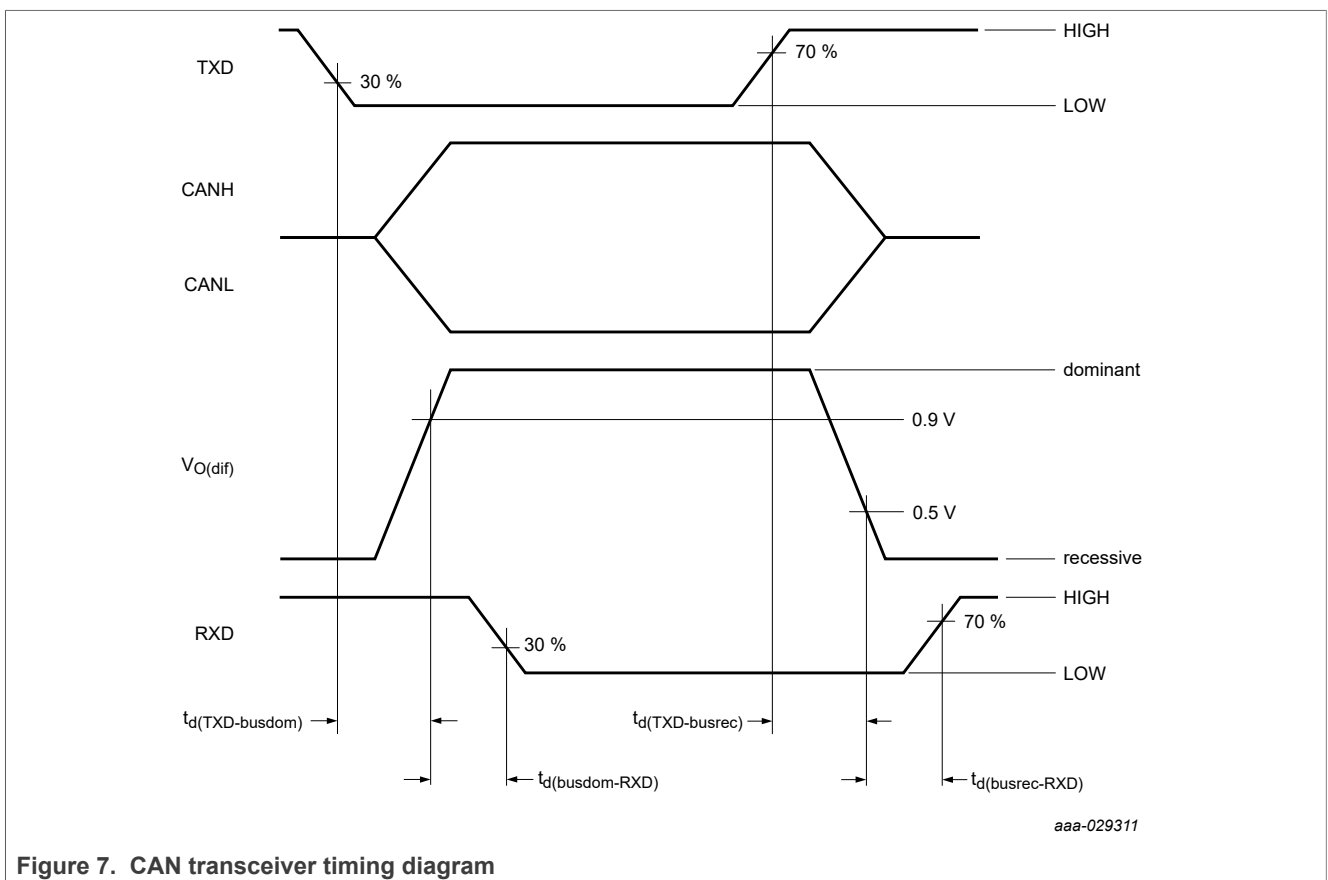 HIGH
TXD
70 %
30 %
LOW
CANH
CANL
dominant
0.9 V
VO(dif)
0.5 V
recessive
HIGH
70 %
RXD
30 %
LOW
td(TXD-busdom)
td(TXD-busrec)
td(busdom-RXD)
td(busrec-RXD)
aaa-029311
Figure 7. CAN transceiver timing diagram